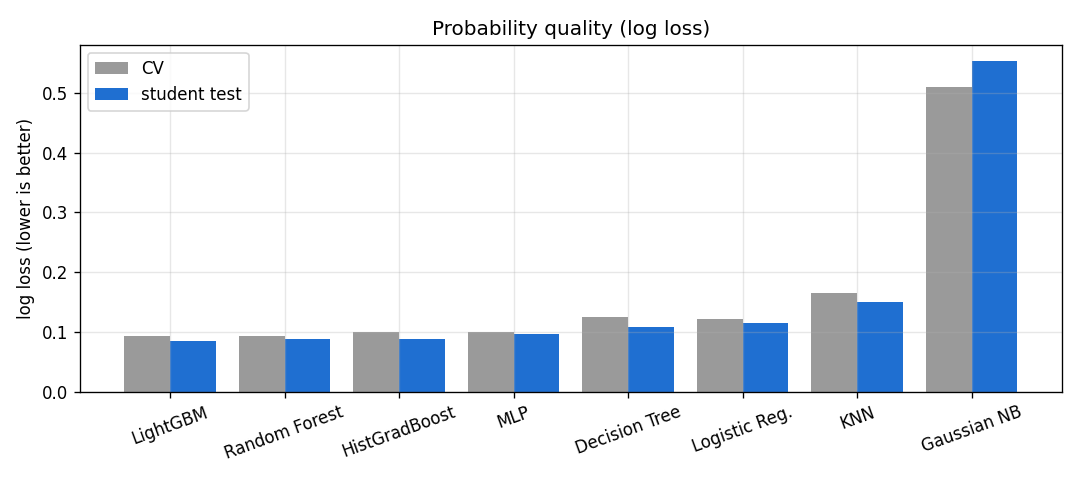 Probability quality (log loss)
CV
student test
log loss (lower is better)
0.5
0.4
0.3
0.2
0.1
0.0
LightGBM
Random Forest
HistGradBoost
MLP
Decision Tree
Logistic Reg.
KNN
Gaussian NB